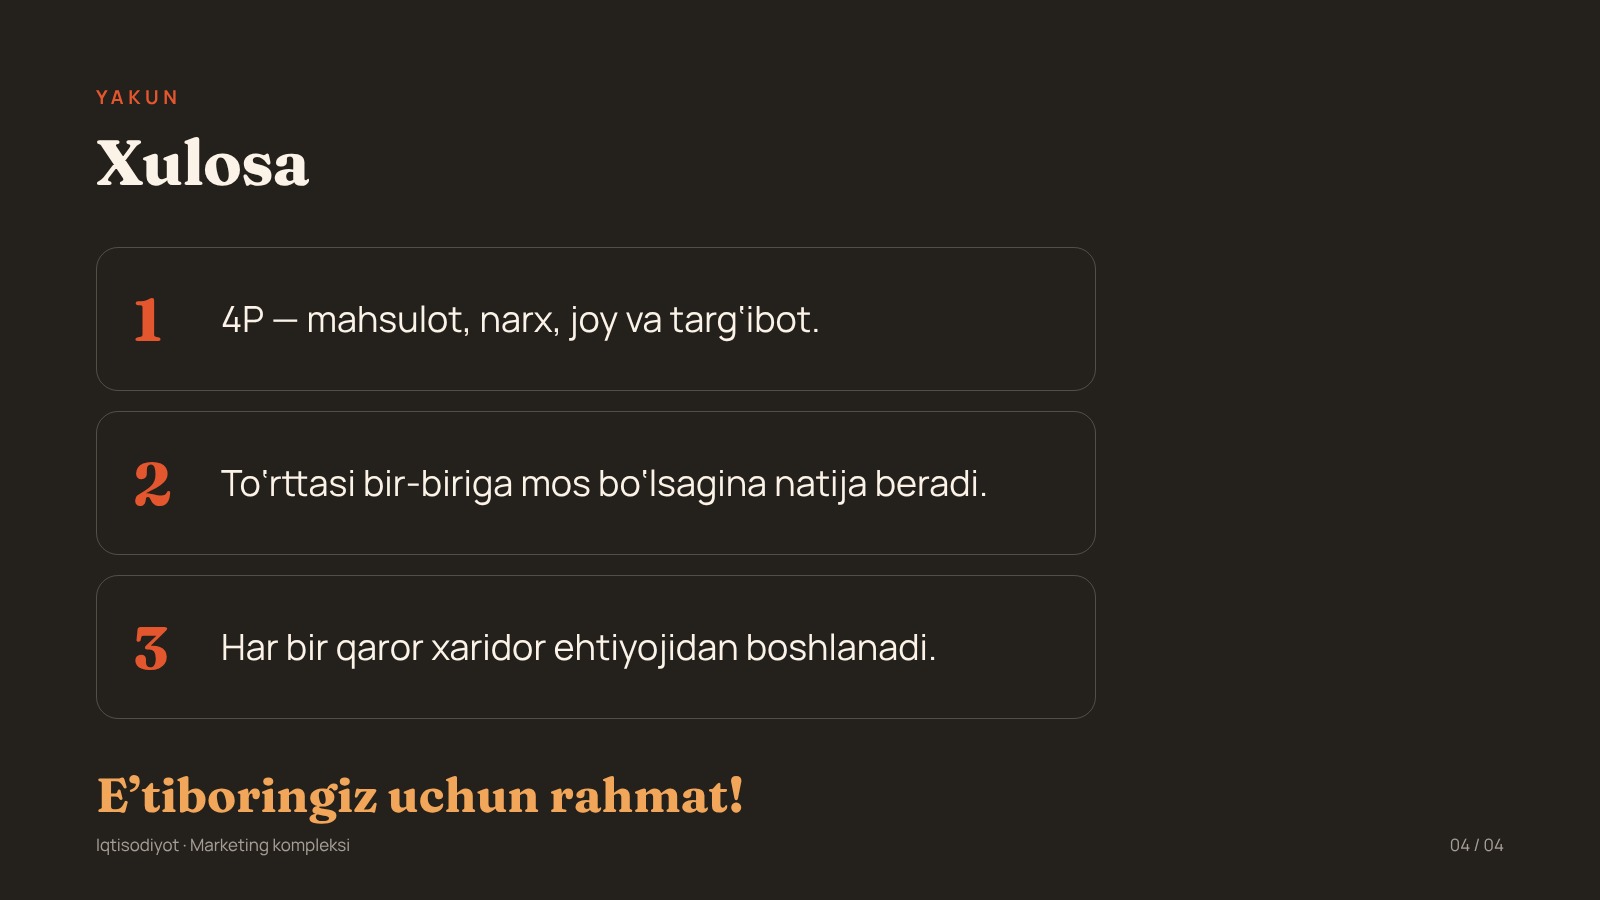 YAKUN
Xulosa
1 4P — mahsulot, narx, joy va targ‘ibot.
2 To‘rttasi bir-biriga mos bo‘lsagina natija beradi.
3 Har bir qaror xaridor ehtiyojidan boshlanadi.
E’tiboringiz uchun rahmat!
Iqtisodiyot · Marketing kompleksi
04 / 04